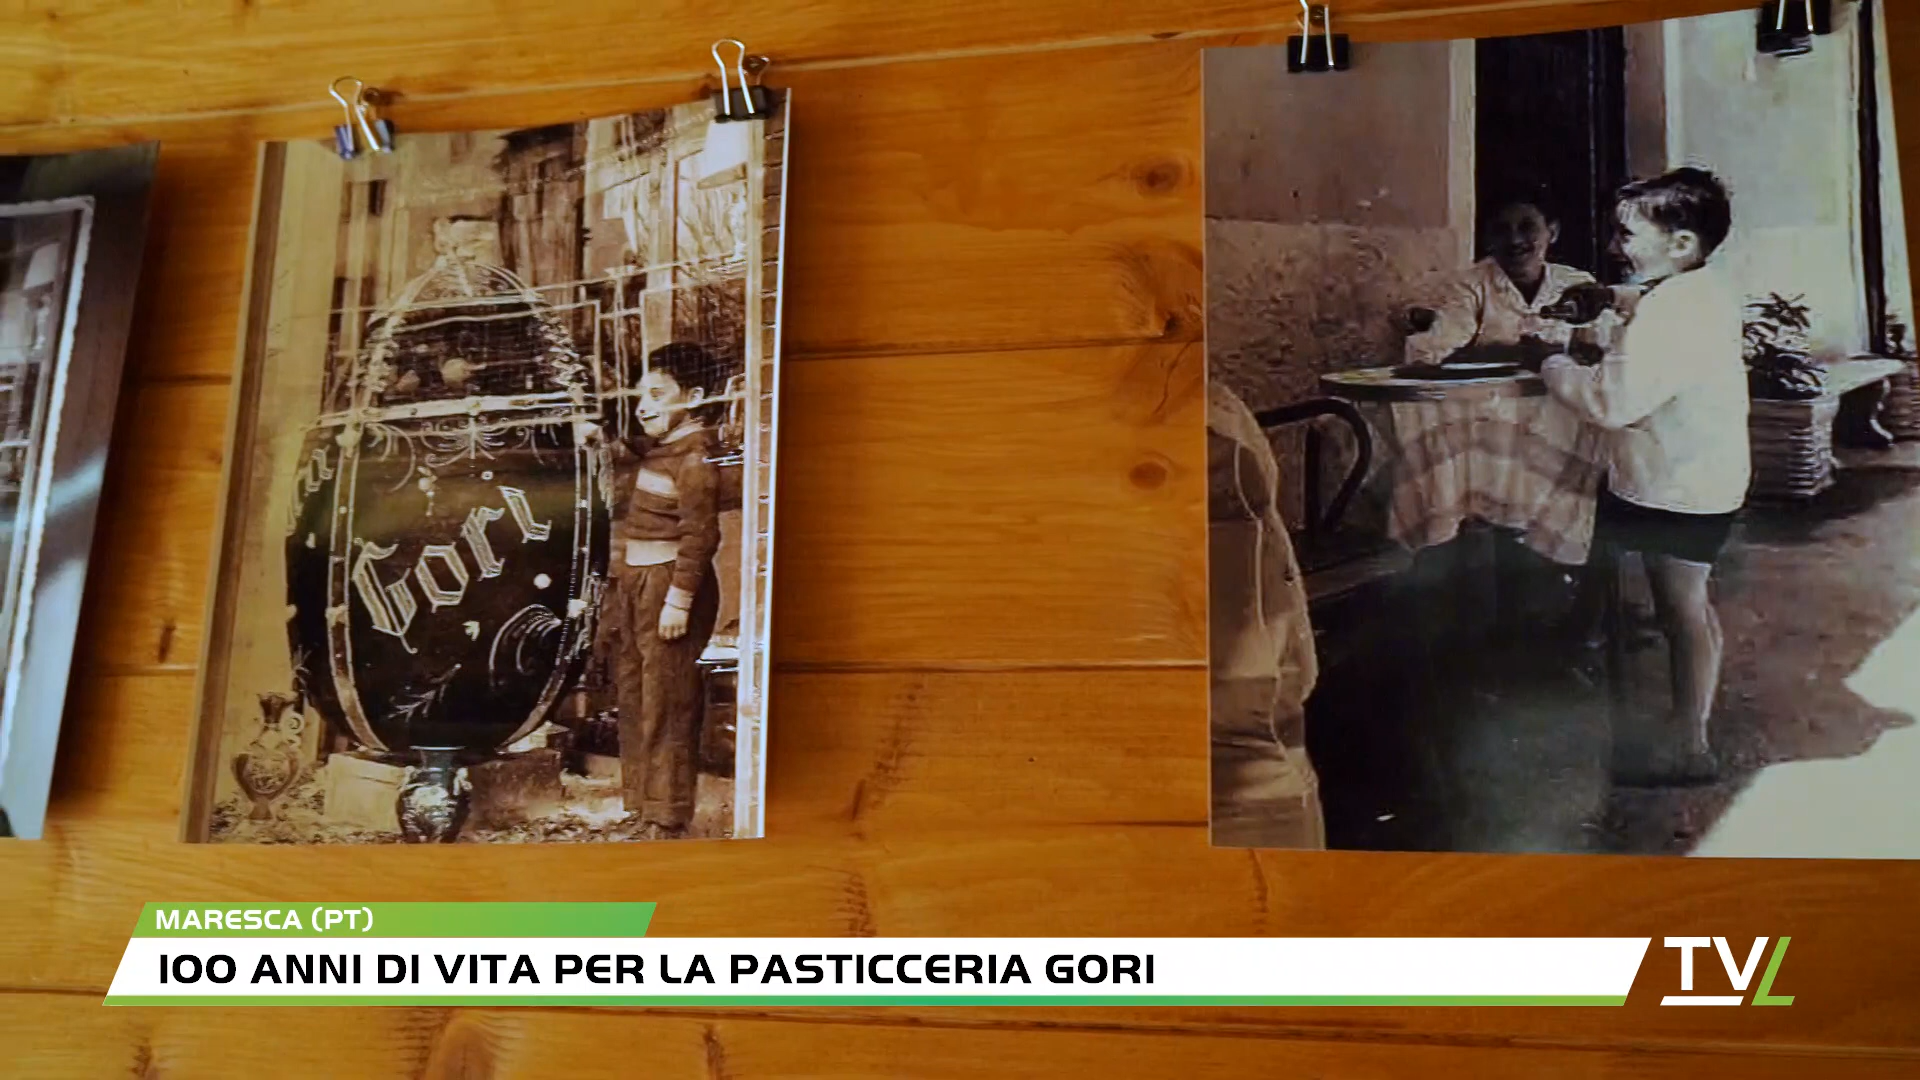 Gori
MARESCA (PT)
100 ANNI DI VITA PER LA PASTICCERIA GORI
TVL